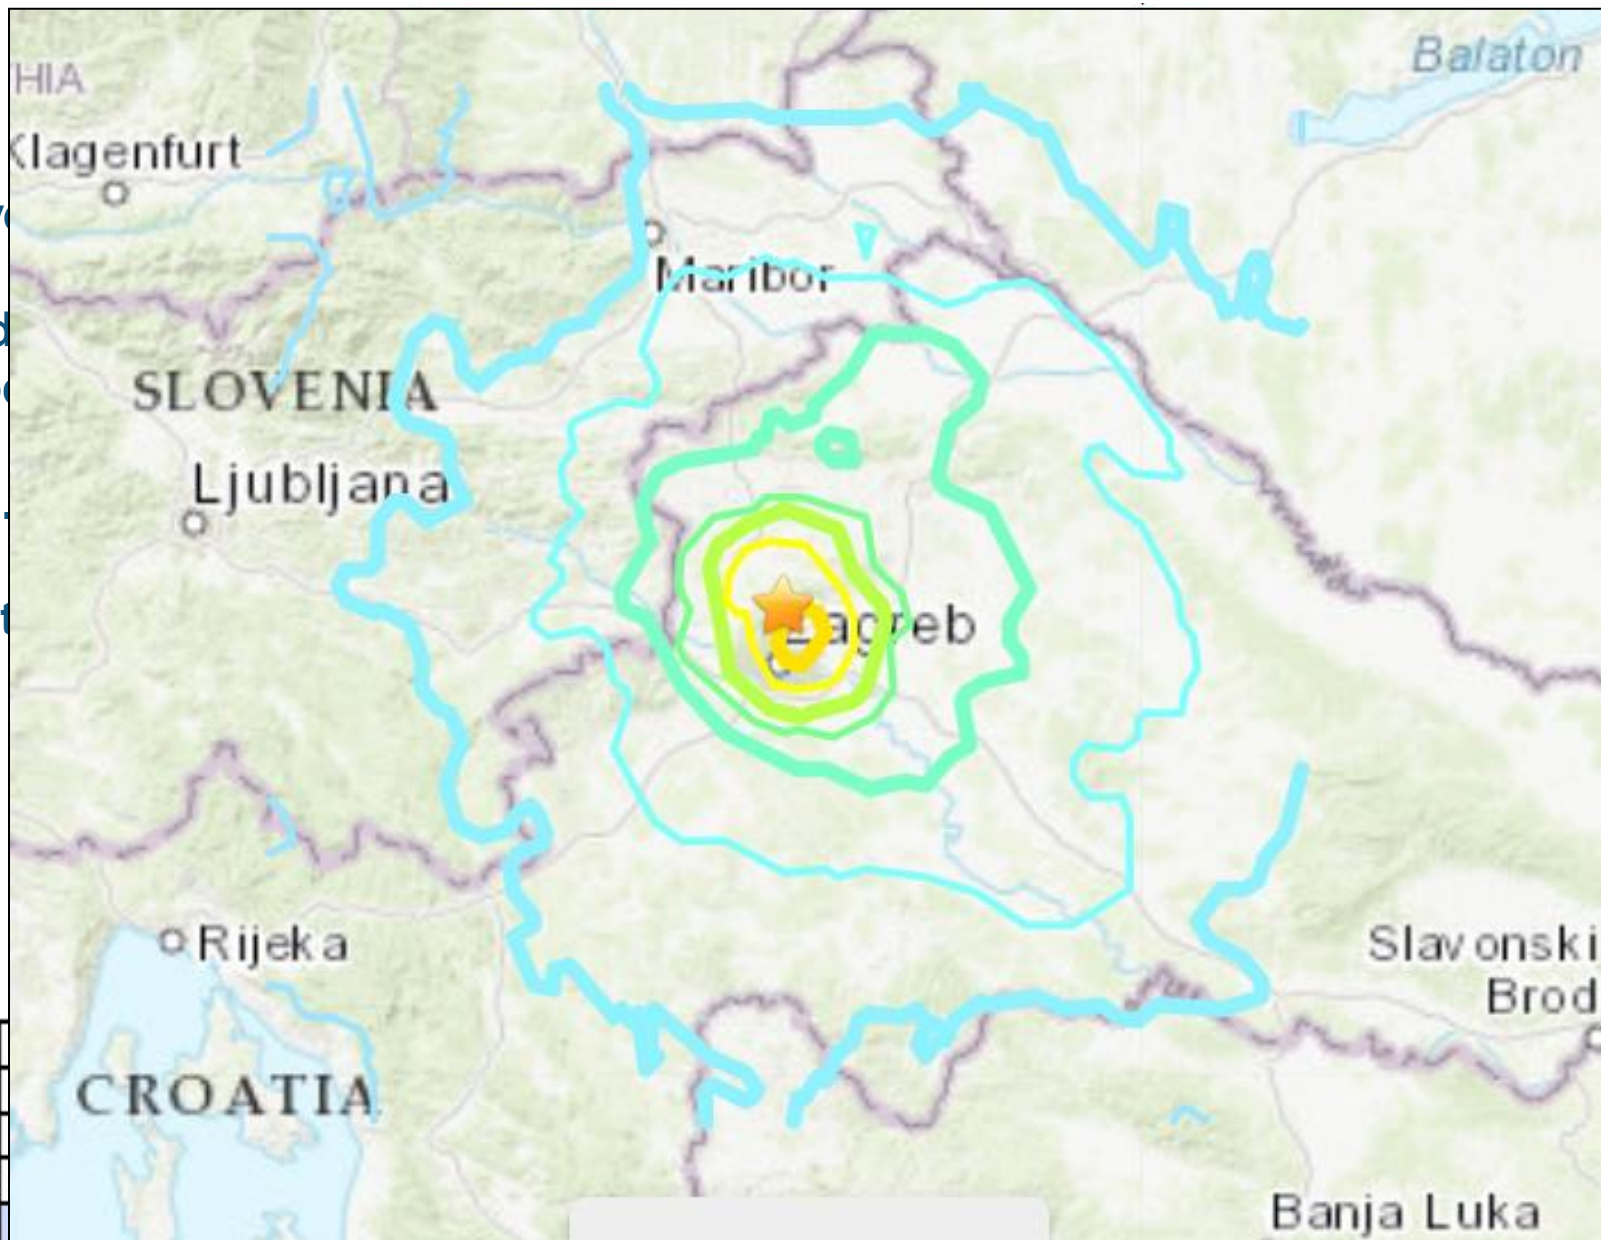 Balaton
HIA
Klagenfurt
Maribor
SLOVENIA
Ljubljana
Zagreb
Rijeka
Slavonski
Brod
CROATIA
Banja Luka